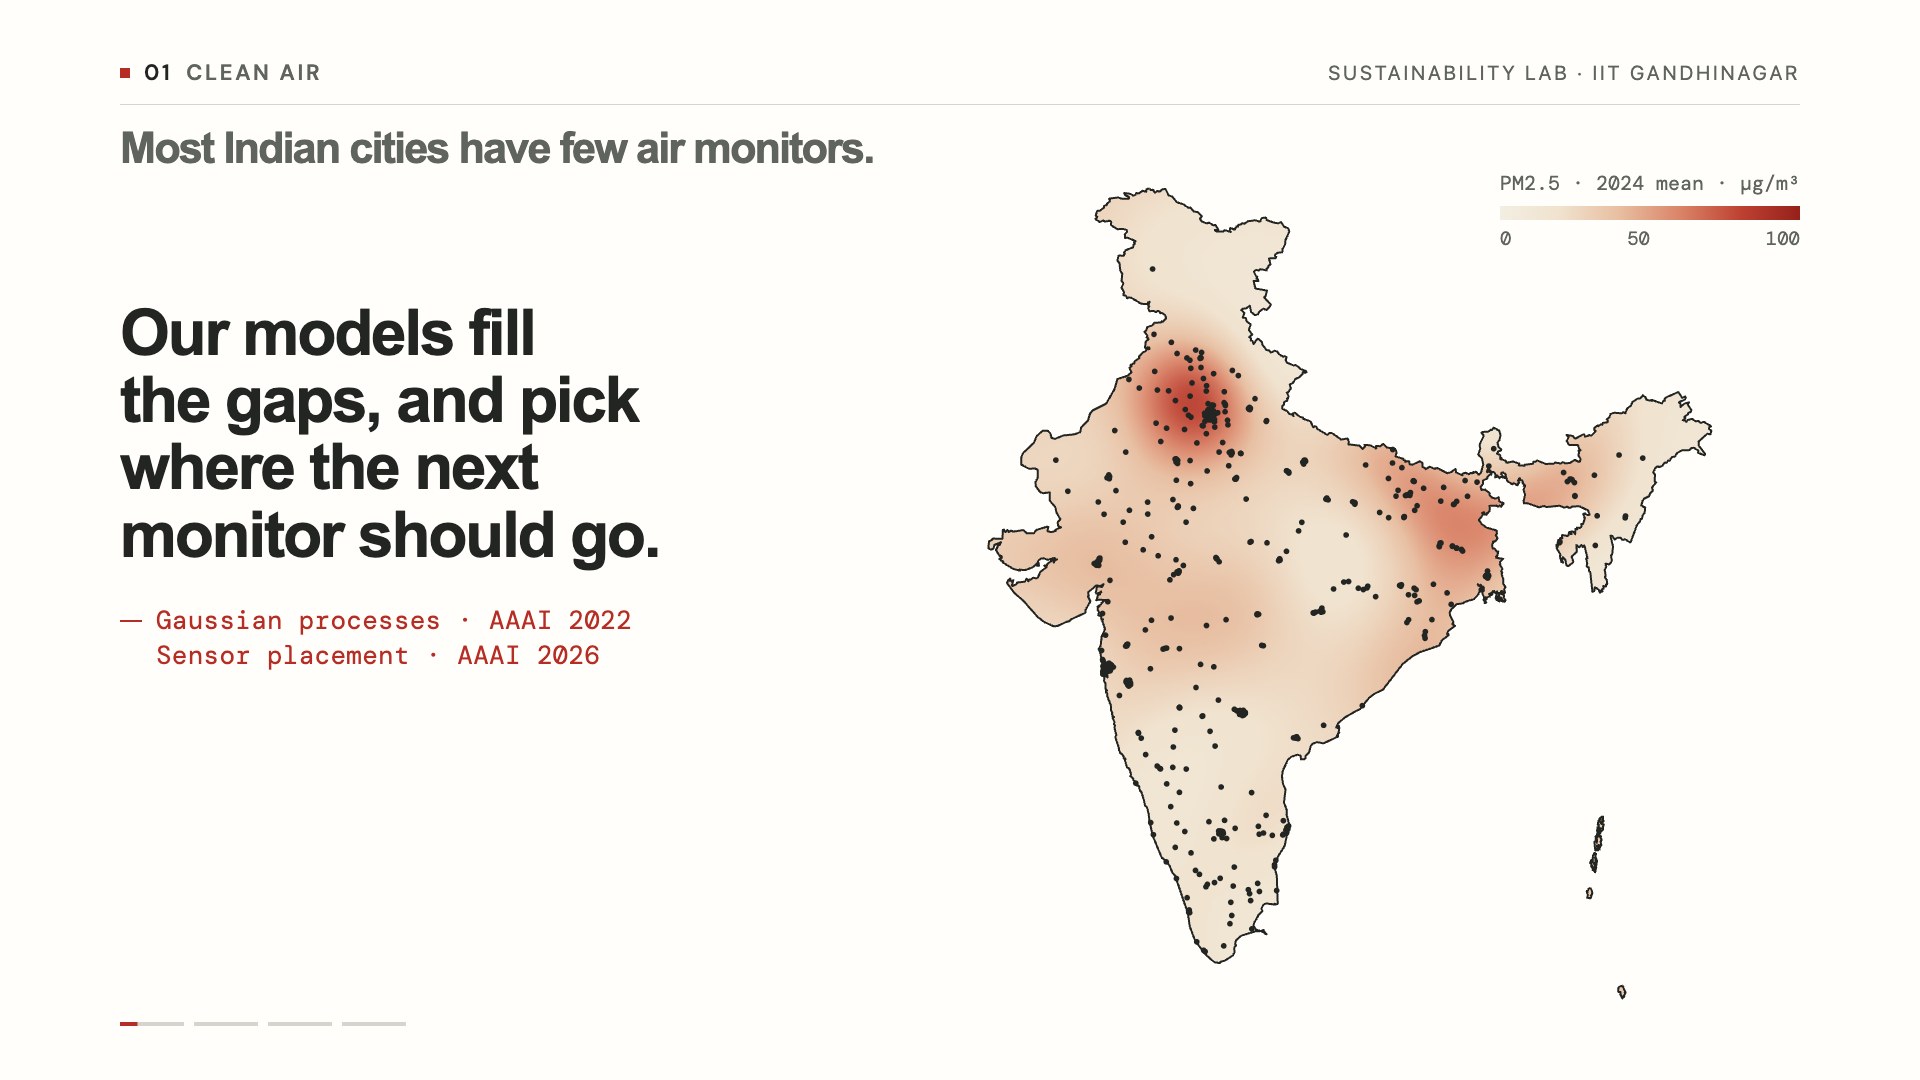 01 CLEAN AIR
SUSTAINABILITY LAB · IIT GANDHINAGAR
Most Indian cities have few air monitors.
PM2.5 · 2024 mean · µg/m³
0 50 100
Our models fill
the gaps, and pick
where the next
monitor should go.
— Gaussian processes · AAAI 2022
Sensor placement · AAAI 2026